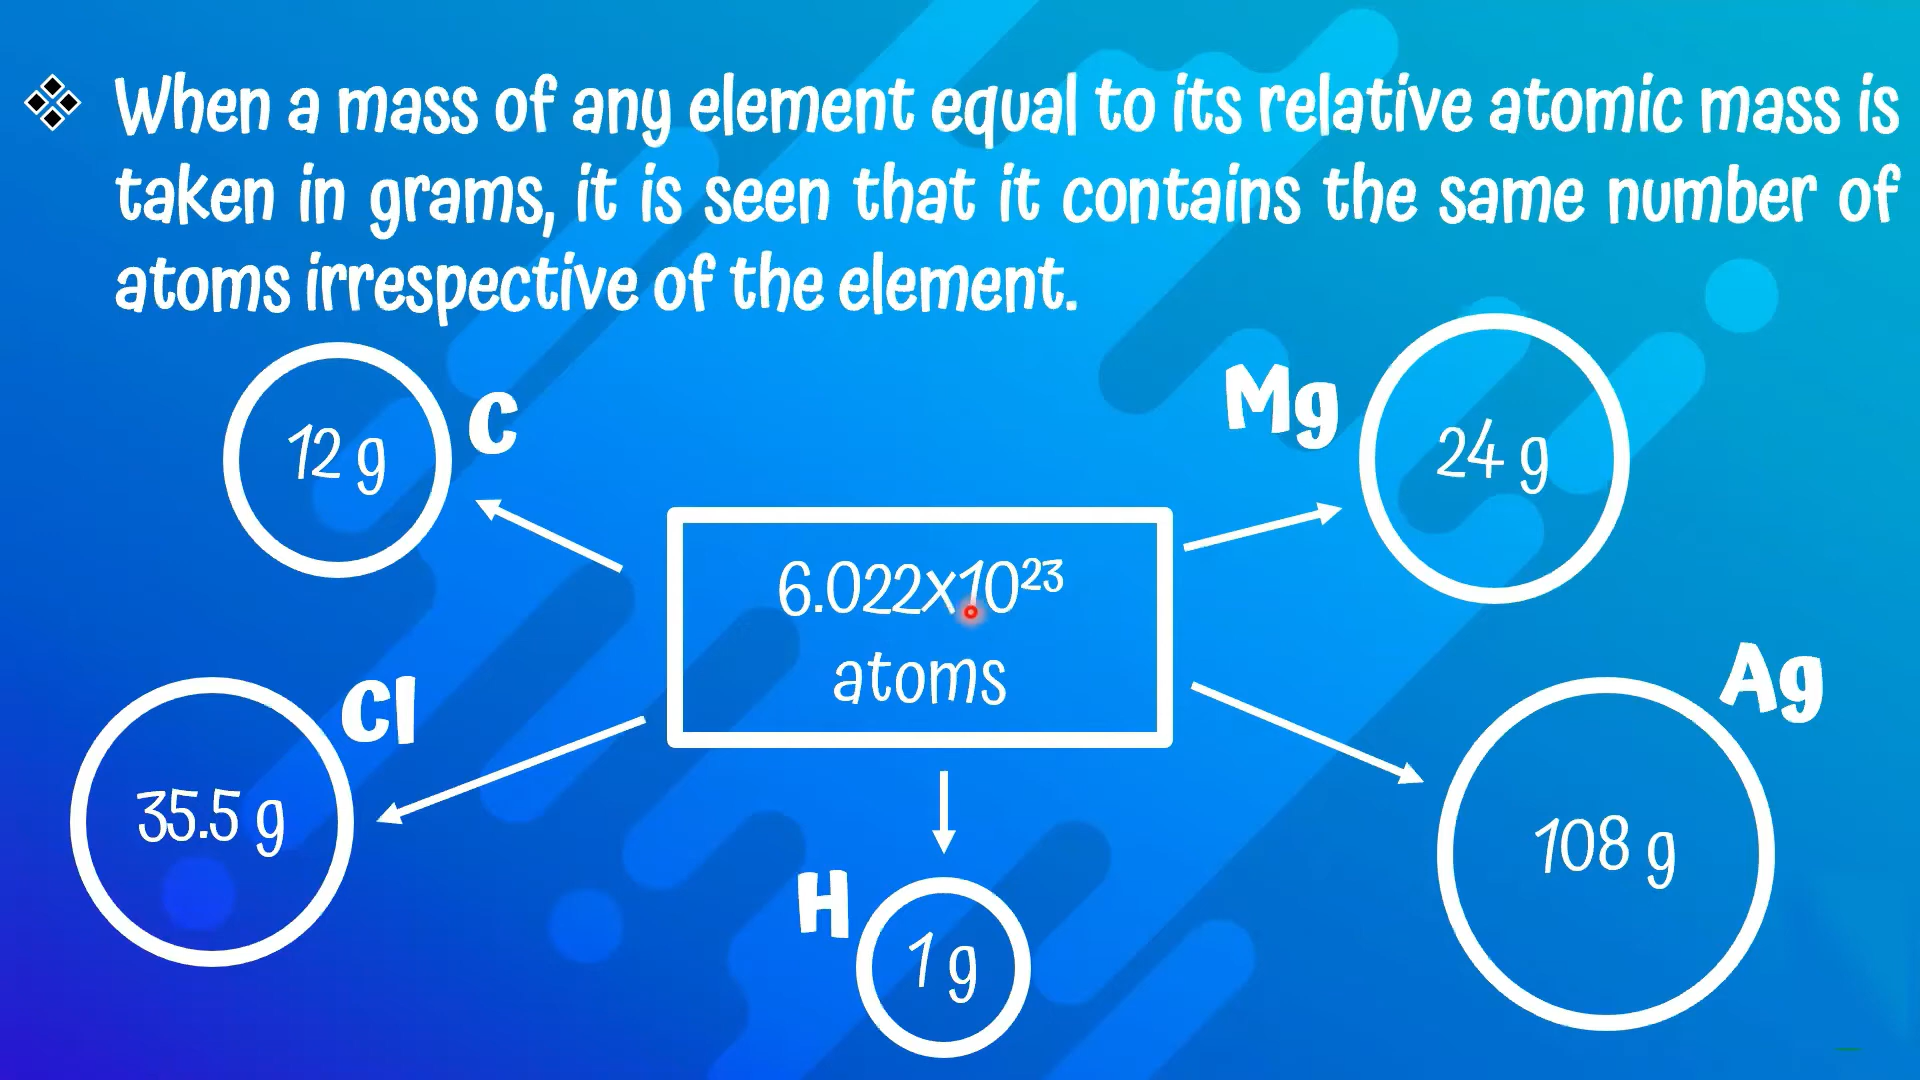 When a mass of any element equal to its relative atomic mass is
taken in grams, it is seen that it contains the same number of
atoms irrespective of the element.
12 g
C
Mg
24 g
6.022x10²³
atoms
Cl
35.5 g
Ag
108 g
H
1 g